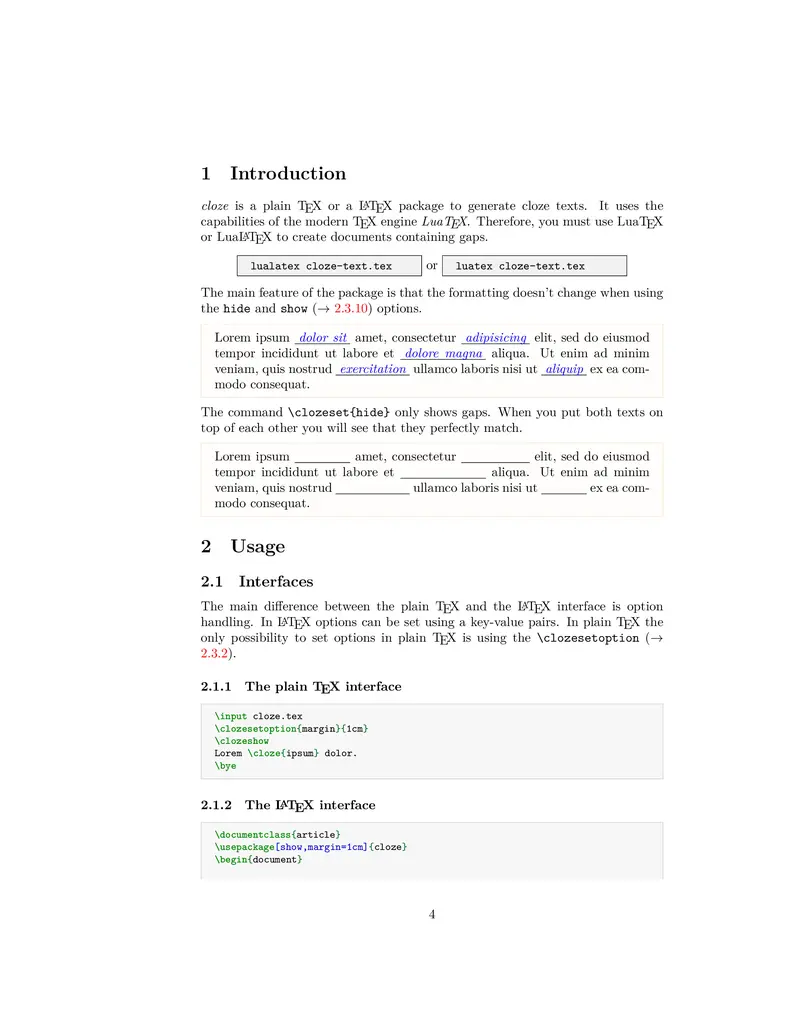 1 Introduction
cloze is a plain TEX or a LATEX package to generate cloze texts. It uses the
capabilities of the modern TEX engine LuaTEX. Therefore, you must use LuaTEX
or LuaLATEX to create documents containing gaps.
lualatex cloze-text.tex or luatex cloze-text.tex
The main feature of the package is that the formatting doesn't change when using
the hide and show (→ 2.3.10) options.
Lorem ipsum dolor sit amet, consectetur adipisicing elit, sed do eiusmod
tempor incididunt ut labore et dolore magna aliqua. Ut enim ad minim
veniam, quis nostrud exercitation ullamco laboris nisi ut aliquip ex ea com-
modo consequat.
The command \clozeset{hide} only shows gaps. When you put both texts on
top of each other you will see that they perfectly match.
Lorem ipsum ________ amet, consectetur __________ elit, sed do eiusmod
tempor incididunt ut labore et ____________ aliqua. Ut enim ad minim
veniam, quis nostrud ___________ ullamco laboris nisi ut _______ ex ea com-
modo consequat.
2 Usage
2.1 Interfaces
The main difference between the plain TEX and the LATEX interface is option
handling. In LATEX options can be set using a key-value pairs. In plain TEX the
only possibility to set options in plain TEX is using the \clozesetoption (→
2.3.2).
2.1.1 The plain TEX interface
\input cloze.tex
\clozesetoption{margin}{1cm}
\clozeshow
Lorem \cloze{ipsum} dolor.
\bye
2.1.2 The LATEX interface
\documentclass{article}
\usepackage[show,margin=1cm]{cloze}
\begin{document}
4